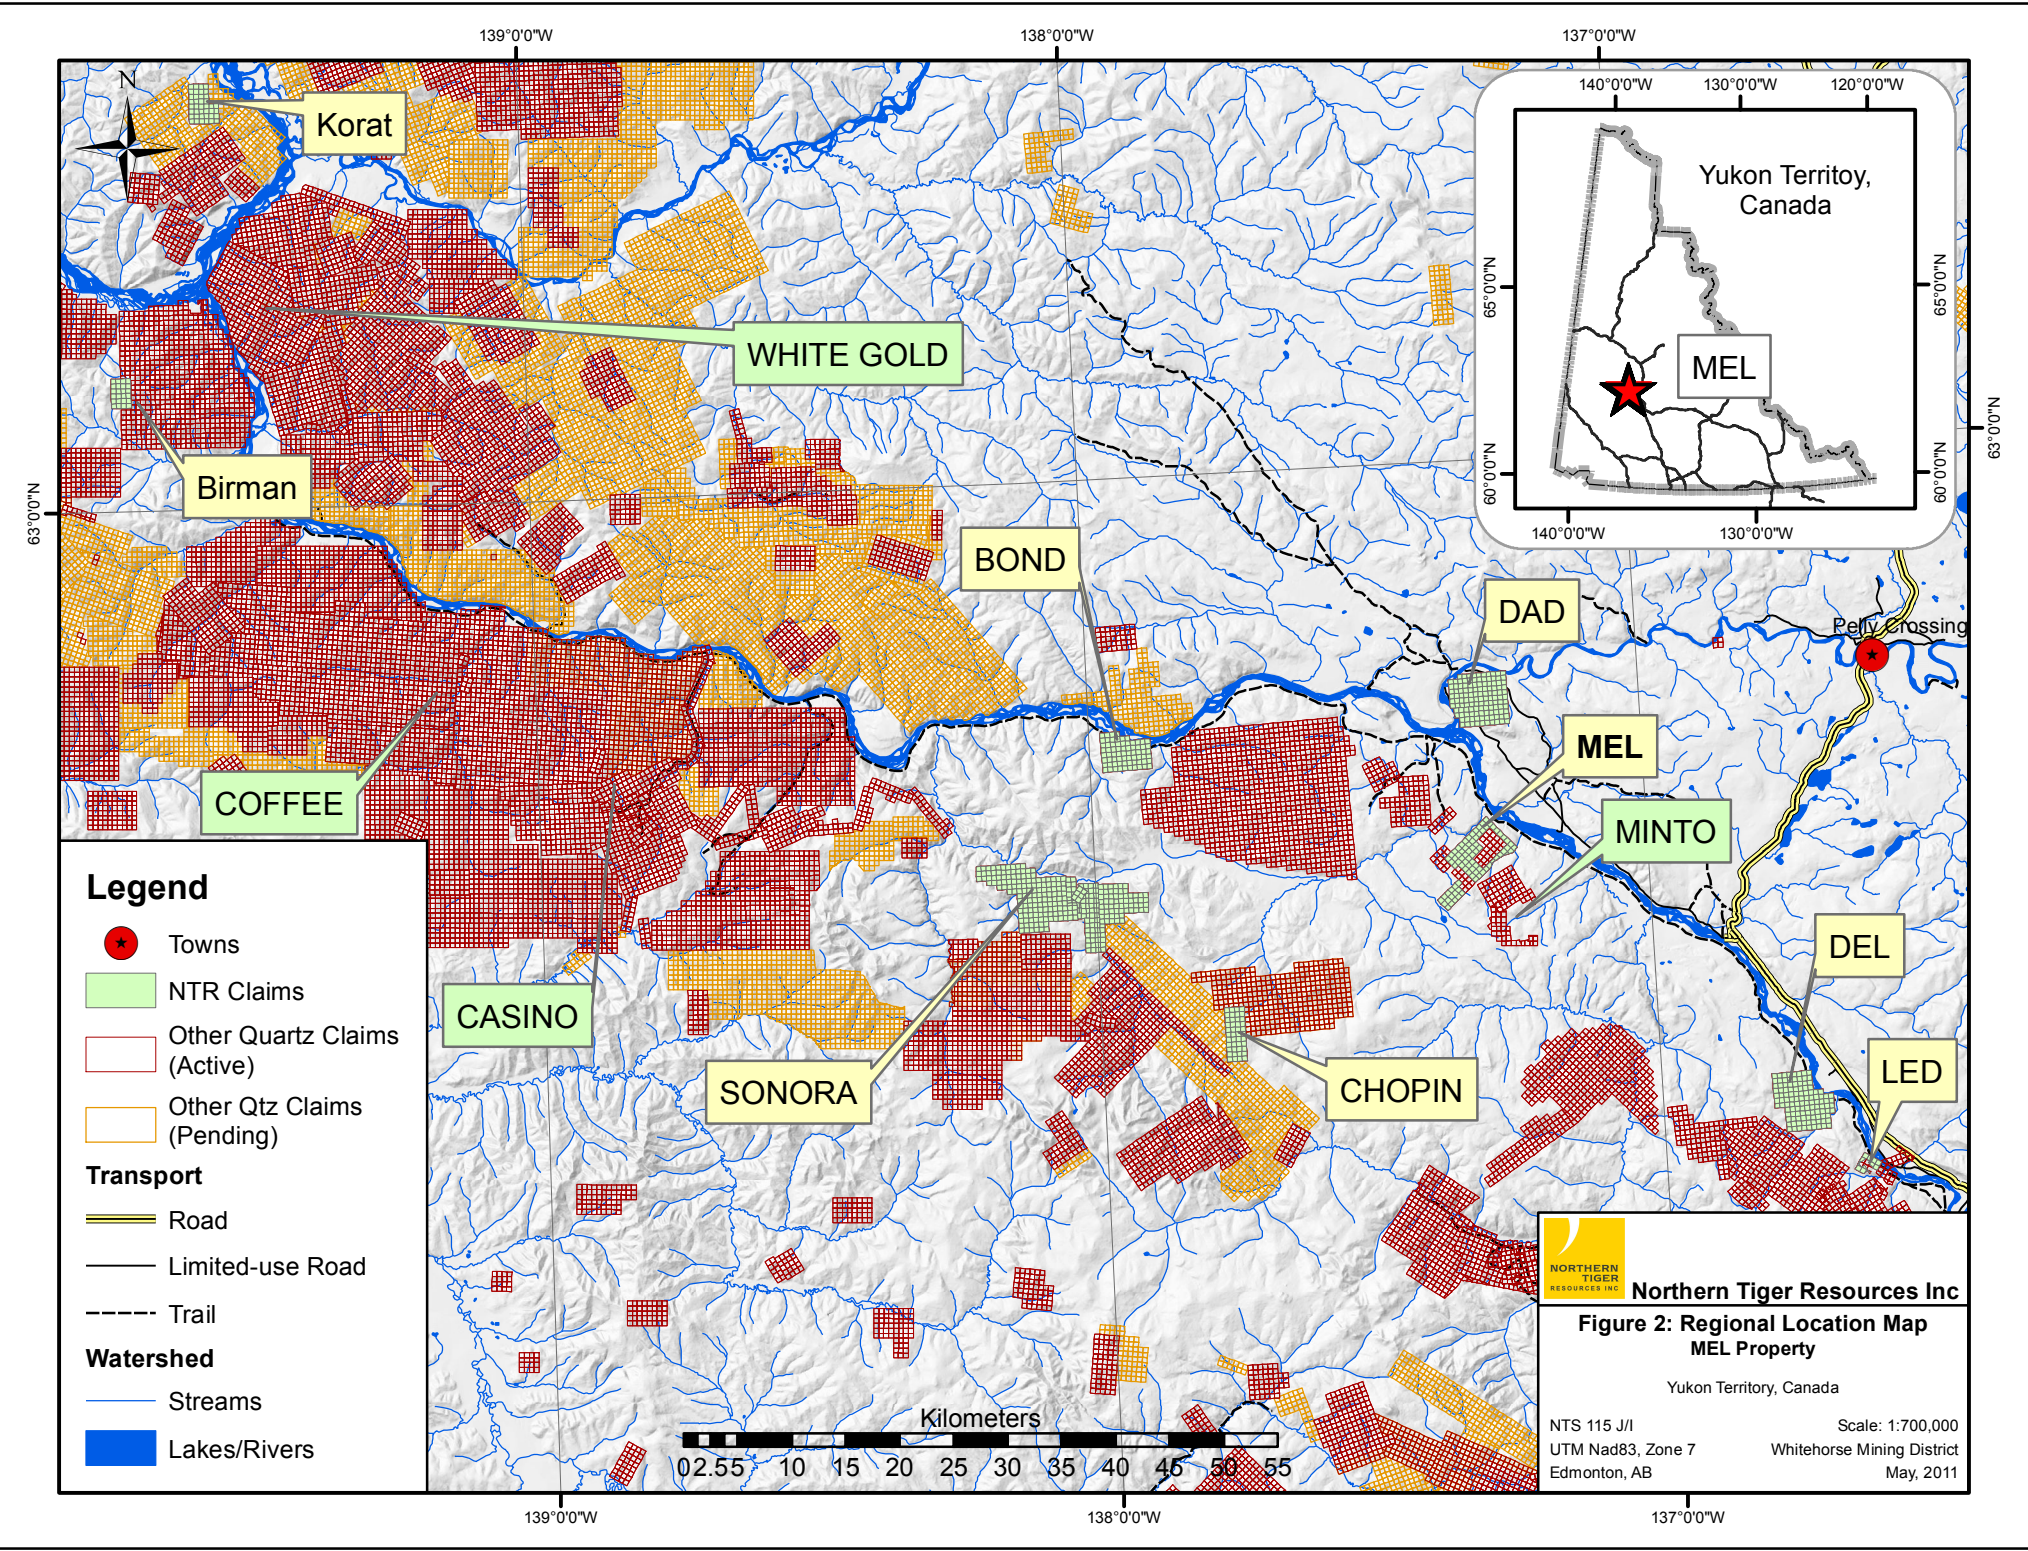 139°0'0"W
138°0'0"W
137°0'0"W
N
Korat
140°0'0"W
130°0'0"W
120°0'0"W
Yukon Territoy,
Canada
65°0'0"N
65°0'0"N
MEL
60°0'0"N
60°0'0"N
140°0'0"W
130°0'0"W
WHITE GOLD
63°0'0"N
63°0'0"N
Birman
BOND
DAD
Pelly Crossing
MEL
COFFEE
MINTO
DEL
CASINO
LED
SONORA
CHOPIN
Legend
Towns
NTR Claims
Other Quartz Claims
(Active)
Other Qtz Claims
(Pending)
Transport
Road
Limited-use Road
Trail
Watershed
Streams
Lakes/Rivers
Kilometers
0 2.5 5 10 15 20 25 30 35 40 45 50 55
NORTHERN
TIGER
RESOURCES INC
Northern Tiger Resources Inc
Figure 2: Regional Location Map
MEL Property
Yukon Territory, Canada
NTS 115 J/I
Scale: 1:700,000
UTM Nad83, Zone 7
Whitehorse Mining District
Edmonton, AB
May, 2011
139°0'0"W
138°0'0"W
137°0'0"W